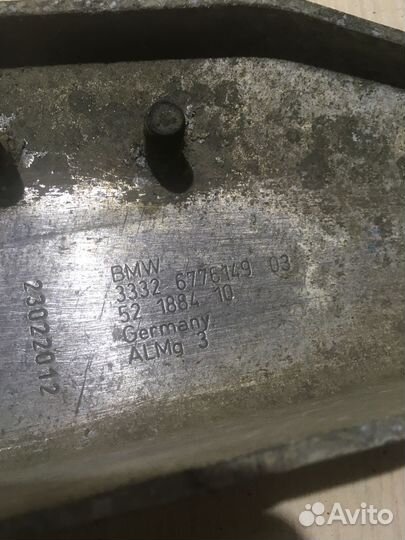 BMW
3332 6776149 03
52 1884 10
Germany
ALMg 3
23022012
Avito